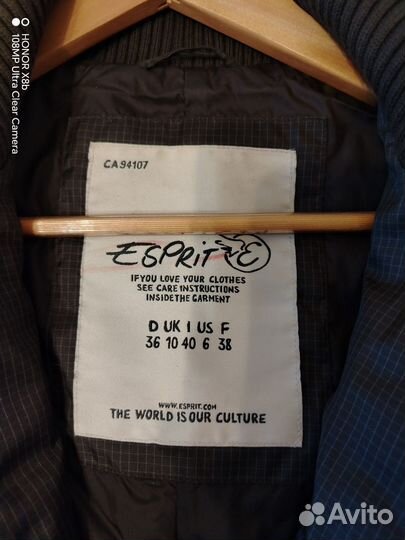 HONOR X8b
108MP Ultra Clear Camera
CA 94107
ESPRIT E
IF YOU LOVE YOUR CLOTHES
SEE CARE INSTRUCTIONS
INSIDE THE GARMENT
D UK I US F
36 10 40 6 38
WWW.ESPRIT.COM
THE WORLD IS OUR CULTURE
Avito